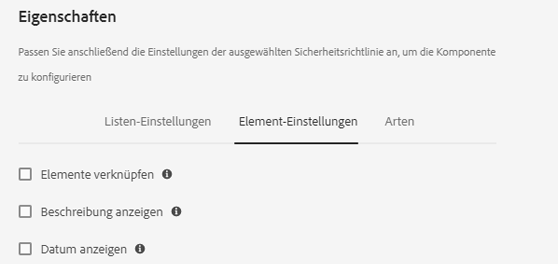 Eigenschaften
Passen Sie anschließend die Einstellungen der ausgewählten Sicherheitsrichtlinie an, um die Komponente
zu konfigurieren
Listen-Einstellungen Element-Einstellungen Arten
Elemente verknüpfen
Beschreibung anzeigen
Datum anzeigen